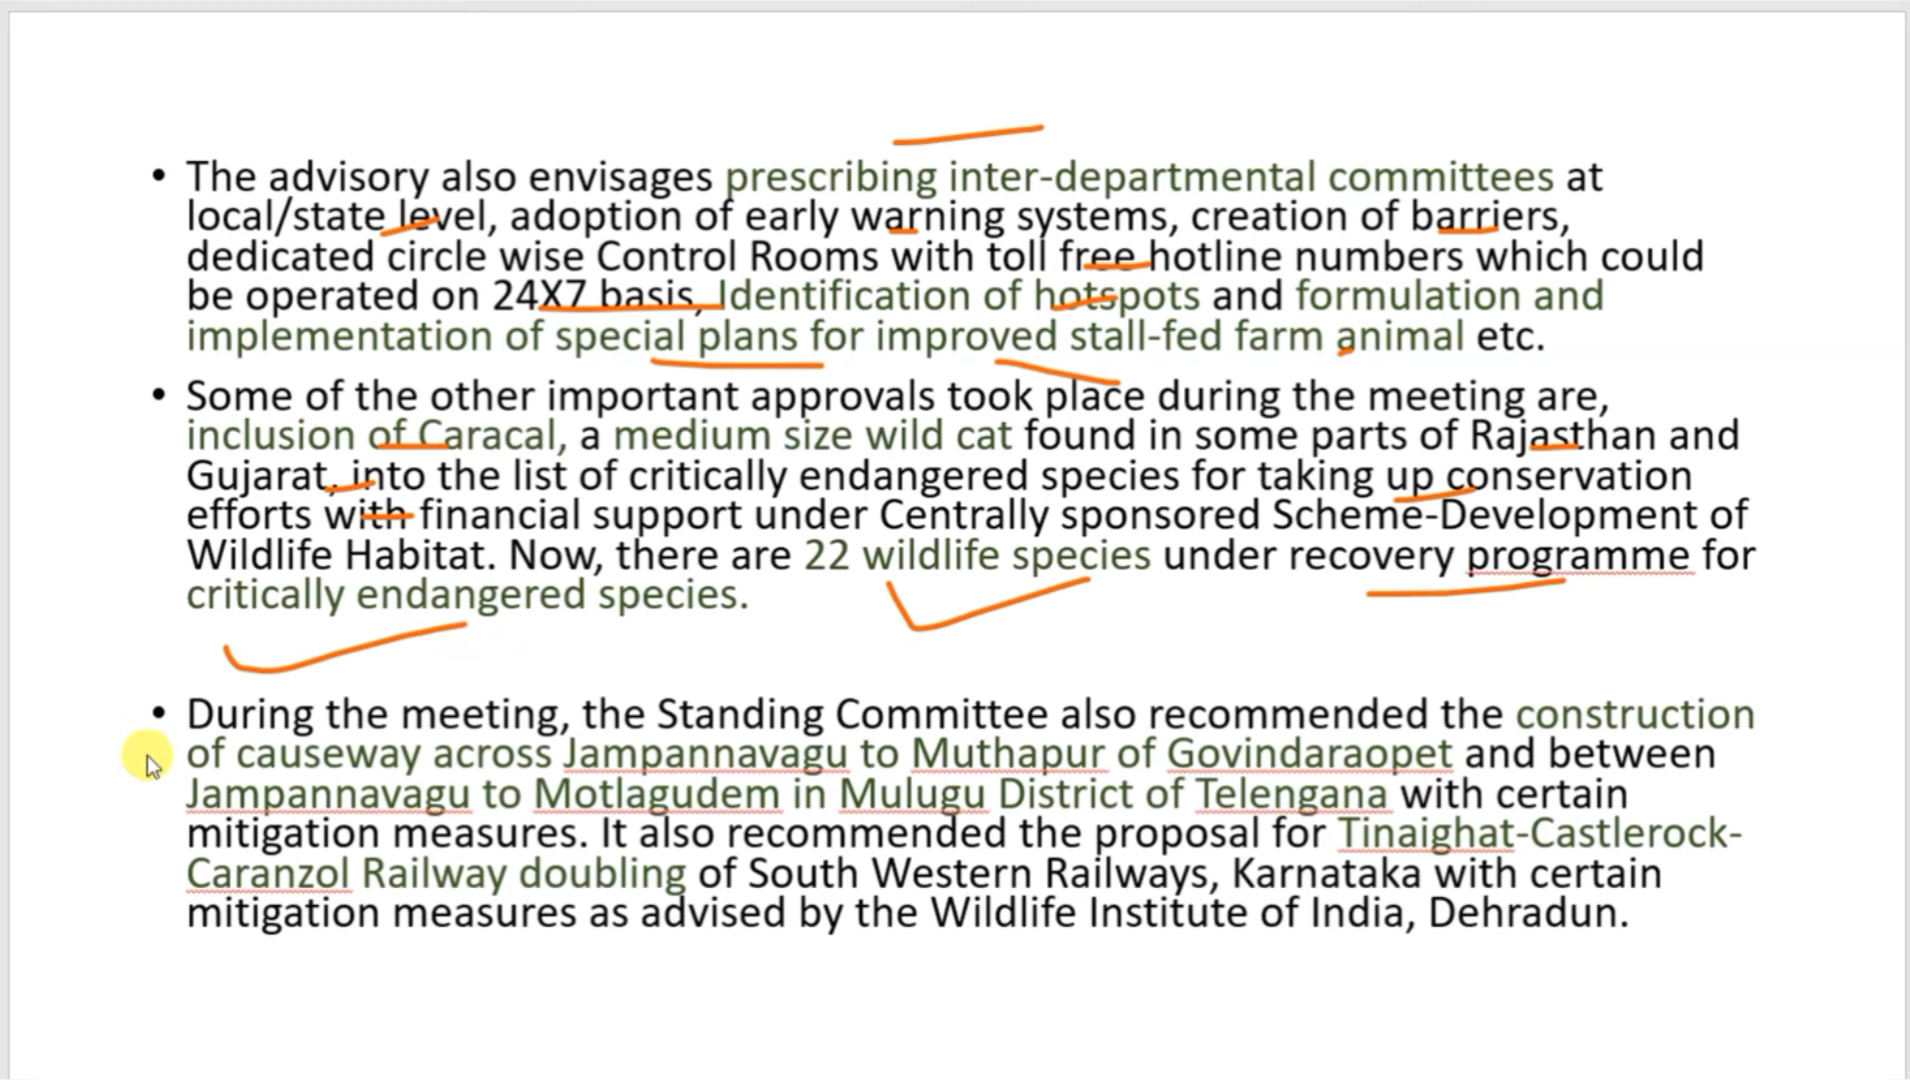 • The advisory also envisages prescribing inter-departmental committees at
local/state level, adoption of early warning systems, creation of barriers,
dedicated circle wise Control Rooms with toll free hotline numbers which could
be operated on 24X7 basis, Identification of hotspots and formulation and
implementation of special plans for improved stall-fed farm animal etc.
• Some of the other important approvals took place during the meeting are,
inclusion of Caracal, a medium size wild cat found in some parts of Rajasthan and
Gujarat, into the list of critically endangered species for taking up conservation
efforts with financial support under Centrally sponsored Scheme-Development of
Wildlife Habitat. Now, there are 22 wildlife species under recovery programme for
critically endangered species.
• During the meeting, the Standing Committee also recommended the construction
of causeway across Jampannavagu to Muthapur of Govindaraopet and between
Jampannavagu to Motlagudem in Mulugu District of Telengana with certain
mitigation measures. It also recommended the proposal for Tinaighat-Castlerock-
Caranzol Railway doubling of South Western Railways, Karnataka with certain
mitigation measures as advised by the Wildlife Institute of India, Dehradun.